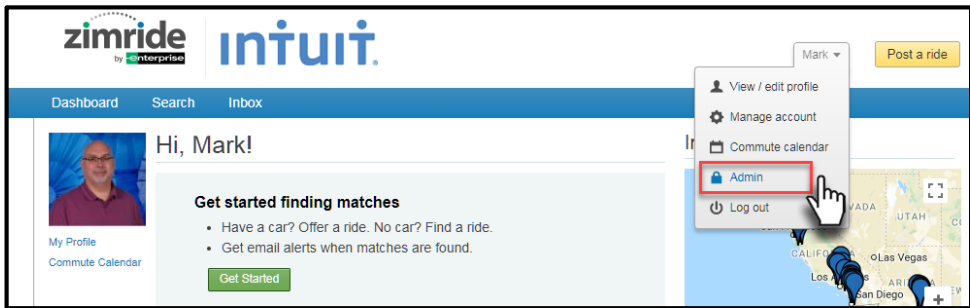 zimride
by enterprise
intuit.
Mark
Post a ride
Dashboard Search Inbox
View / edit profile
Manage account
Commute calendar
Admin
Log out
Hi, Mark!
Get started finding matches
• Have a car? Offer a ride. No car? Find a ride.
• Get email alerts when matches are found.
Get Started
My Profile
Commute Calendar
UTAH
Las Vegas
San Diego